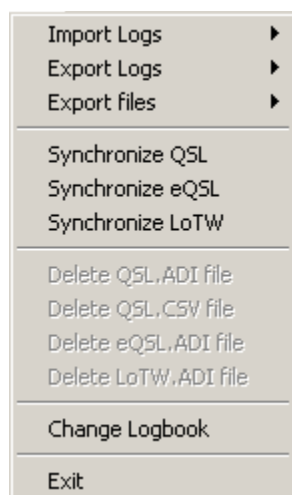 Import Logs
Export Logs
Export files
Synchronize QSL
Synchronize eQSL
Synchronize LoTW
Delete QSL.ADI file
Delete QSL.CSV file
Delete eQSL.ADI file
Delete LoTW.ADI file
Change Logbook
Exit